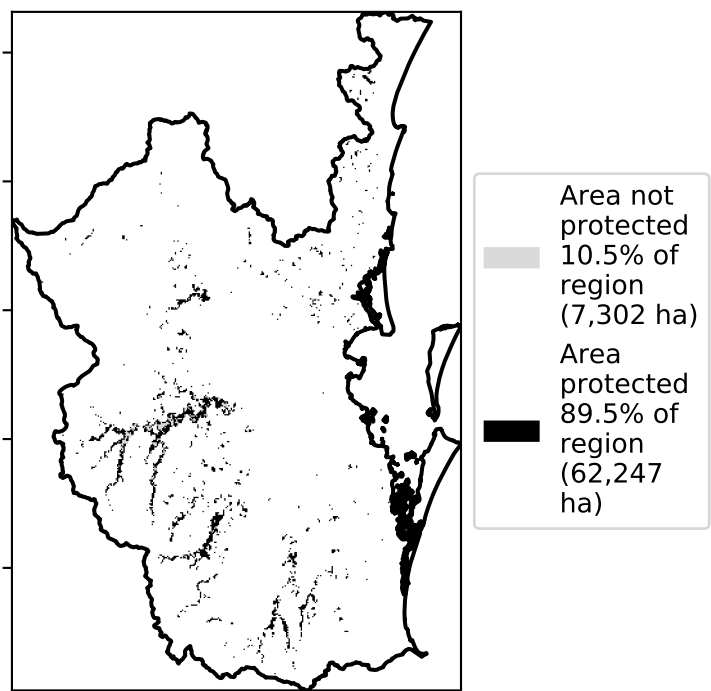 Area not
protected
10.5% of
region
(7,302 ha)
Area
protected
89.5% of
region
(62,247
ha)